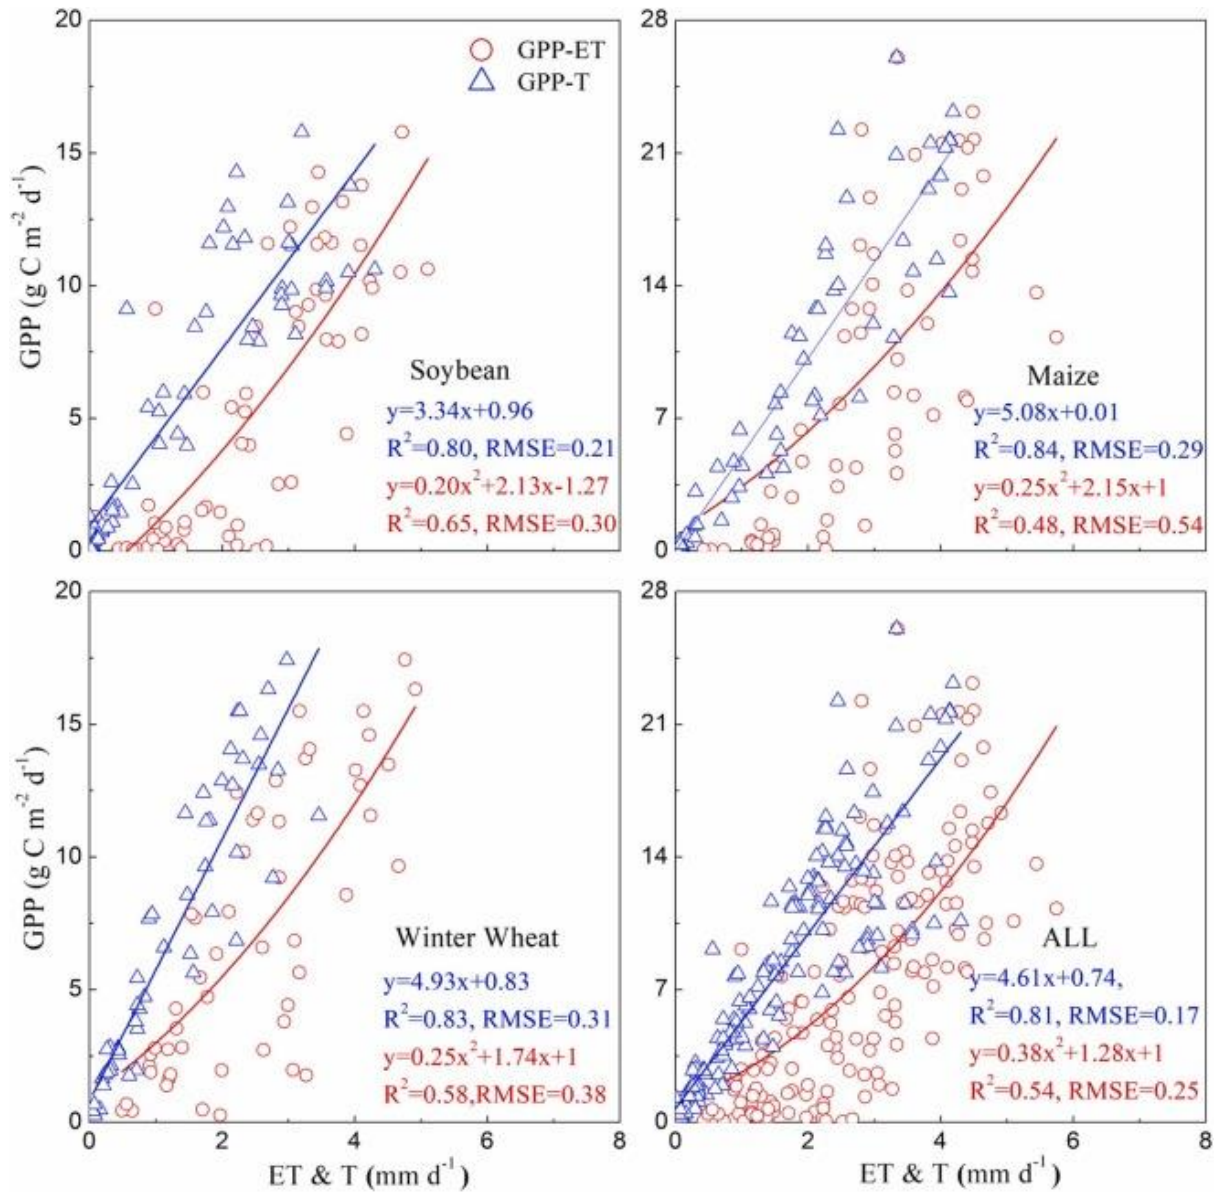 20
15
10
5
0
GPP (g C m⁻² d⁻¹)
GPP-ET
GPP-T
Soybean
y=3.34x+0.96
R²=0.80, RMSE=0.21
y=0.20x²+2.13x-1.27
R²=0.65, RMSE=0.30
28
21
14
7
0
Maize
y=5.08x+0.01
R²=0.84, RMSE=0.29
y=0.25x²+2.15x+1
R²=0.48, RMSE=0.54
20
15
10
5
0
GPP (g C m⁻² d⁻¹)
Winter Wheat
y=4.93x+0.83
R²=0.83, RMSE=0.31
y=0.25x²+1.74x+1
R²=0.58,RMSE=0.38
0 2 4 6 8
ET & T (mm d⁻¹)
28
21
14
7
0
ALL
y=4.61x+0.74,
R²=0.81, RMSE=0.17
y=0.38x²+1.28x+1
R²=0.54, RMSE=0.25
0 2 4 6 8
ET & T (mm d⁻¹)